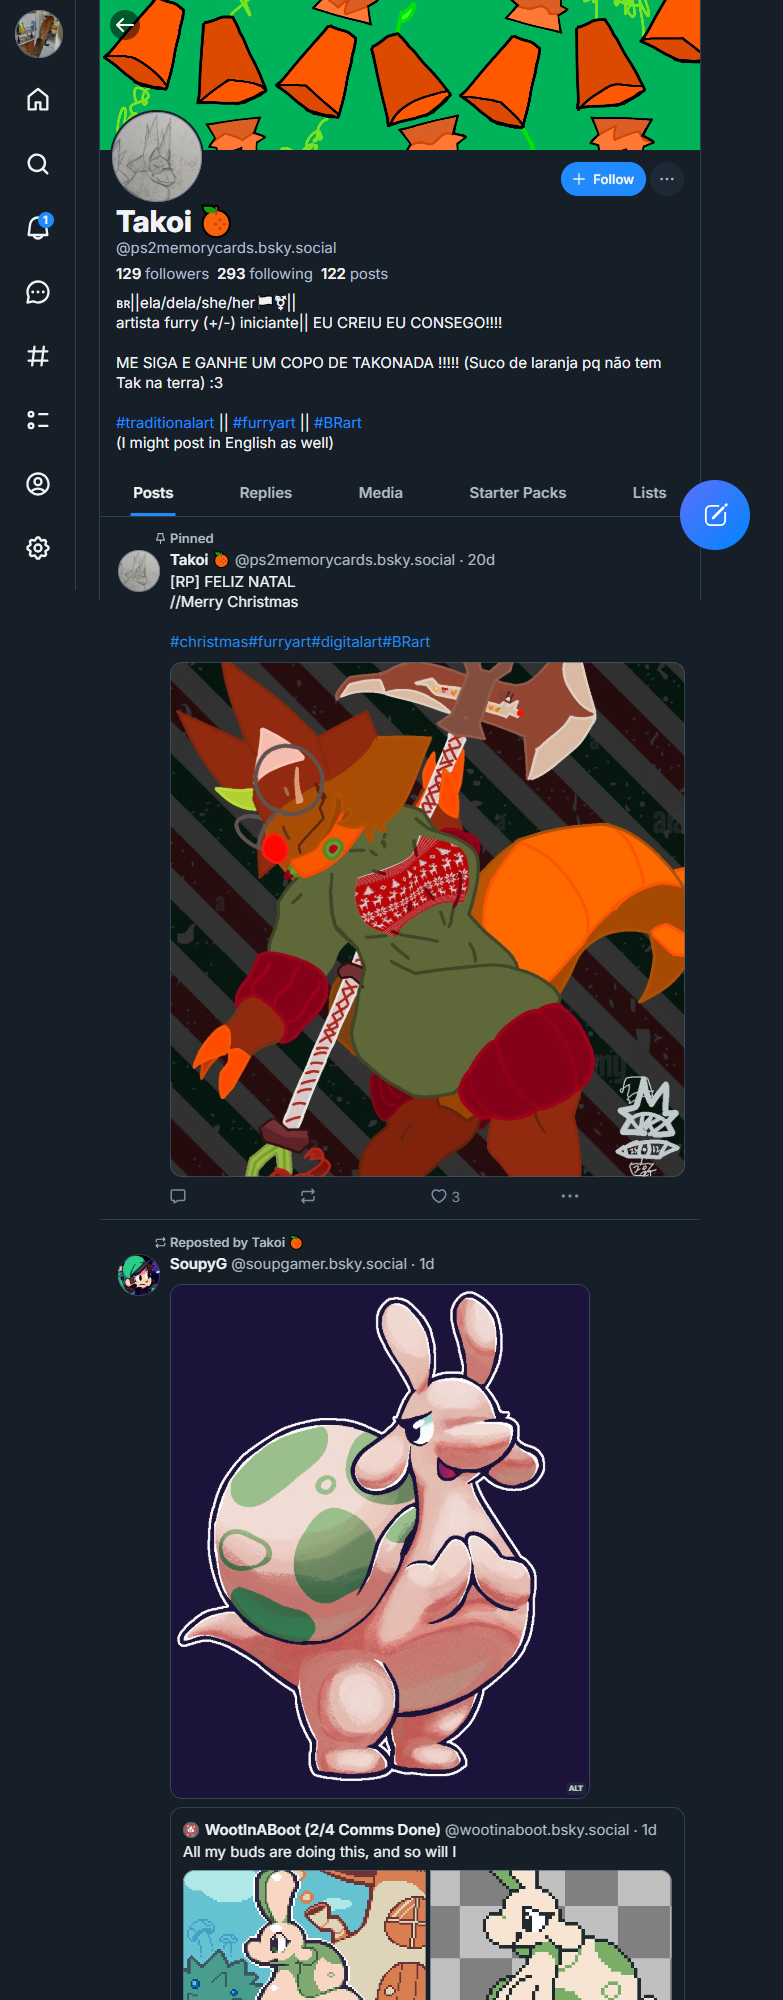 1
Follow
Takoi 🍊
@ps2memorycards.bsky.social
129 followers 293 following 122 posts
ʙʀ||ela/dela/she/her🏳️‍⚧️||
artista furry (+/-) iniciante|| EU CREIU EU CONSEGO!!!!
ME SIGA E GANHE UM COPO DE TAKONADA !!!!! (Suco de laranja pq não tem
Tak na terra) :3
#traditionalart || #furryart || #BRart
(I might post in English as well)
Posts Replies Media Starter Packs Lists
Pinned
Takoi 🍊 @ps2memorycards.bsky.social · 20d
[RP] FELIZ NATAL
//Merry Christmas
#christmas#furryart#digitalart#BRart
3
Reposted by Takoi 🍊
SoupyG @soupgamer.bsky.social · 1d
ALT
WootInABoot (2/4 Comms Done) @wootinaboot.bsky.social · 1d
All my buds are doing this, and so will I